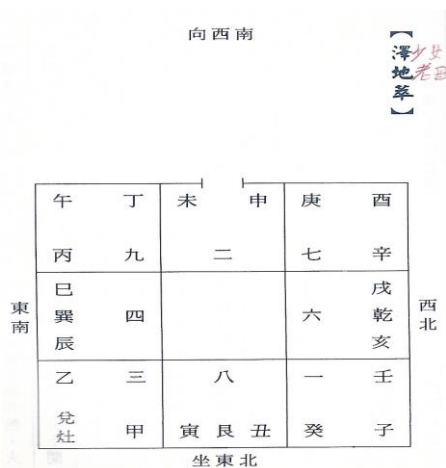 向西南
【澤地萃】
少女
老母
午 丁 未 申 庚 酉
丙 九 二 七 辛
東南
巳 戌
巽 四 六 乾
辰 亥
西北
乙 三 八 一 壬
兌灶 甲 寅 艮 丑 癸 子
坐東北